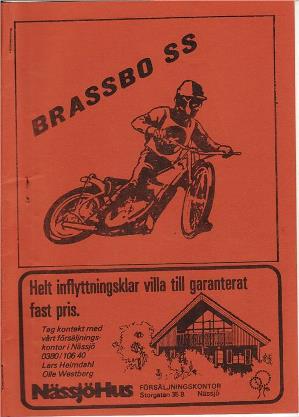 BRASSBO SS
Helt inflyttningsklar villa till garanterat
fast pris.
Tag kontakt med
vårt försäljnings-
kontor i Nässjö
0380/106 40
Lars Heimdahl
Olle Westberg
NässjöHus
FÖRSÄLJNINGSKONTOR
Storgatan 35 B Nässjö